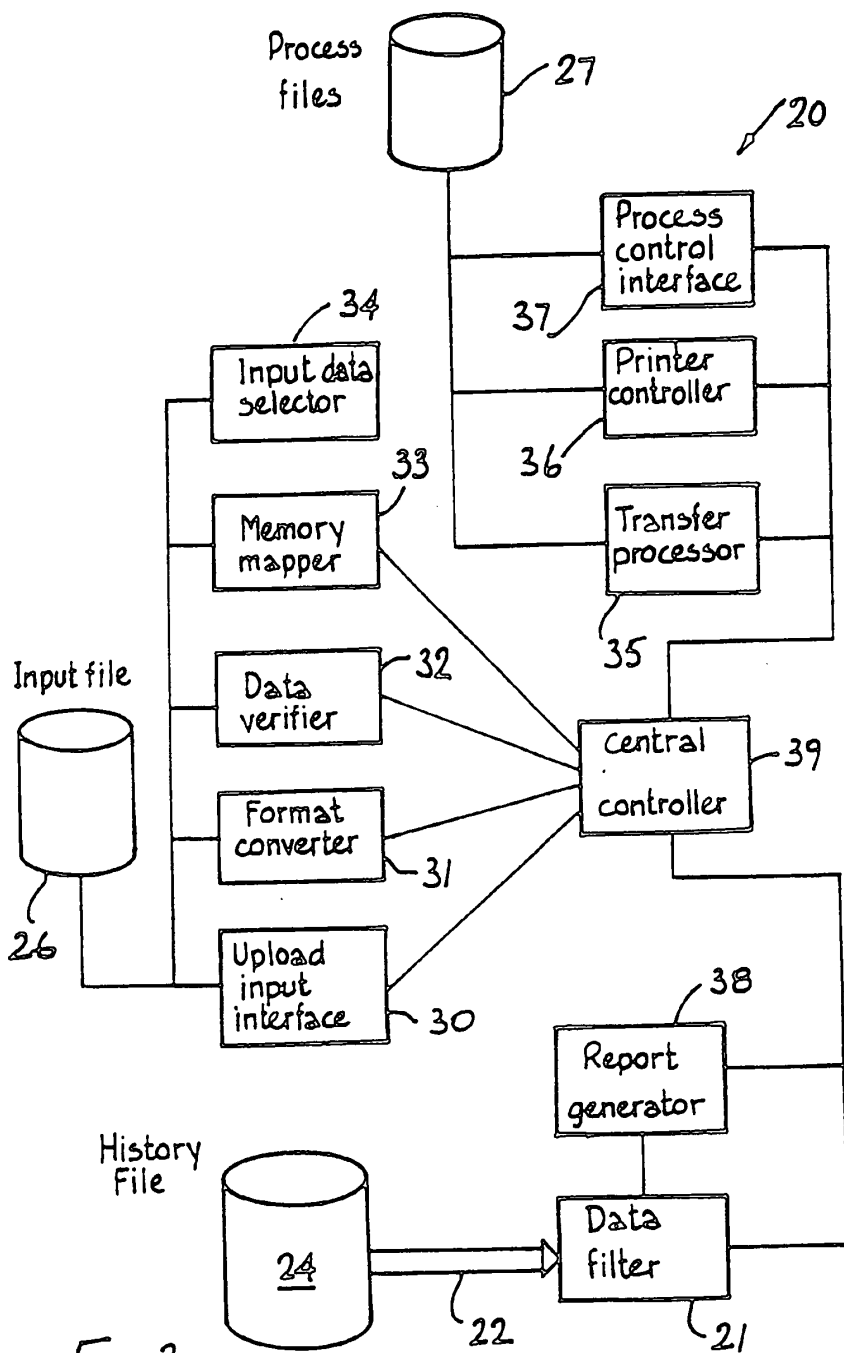 Process
files
27
20
Process
control
interface
37
34
Input data
selector
Printer
controller
36
33
Memory
mapper
Transfer
processor
35
Input file
32
Data
verifier
Central
controller
39
Format
converter
31
26
Upload
input
interface
30
38
Report
generator
History
File
24
Data
filter
22
21